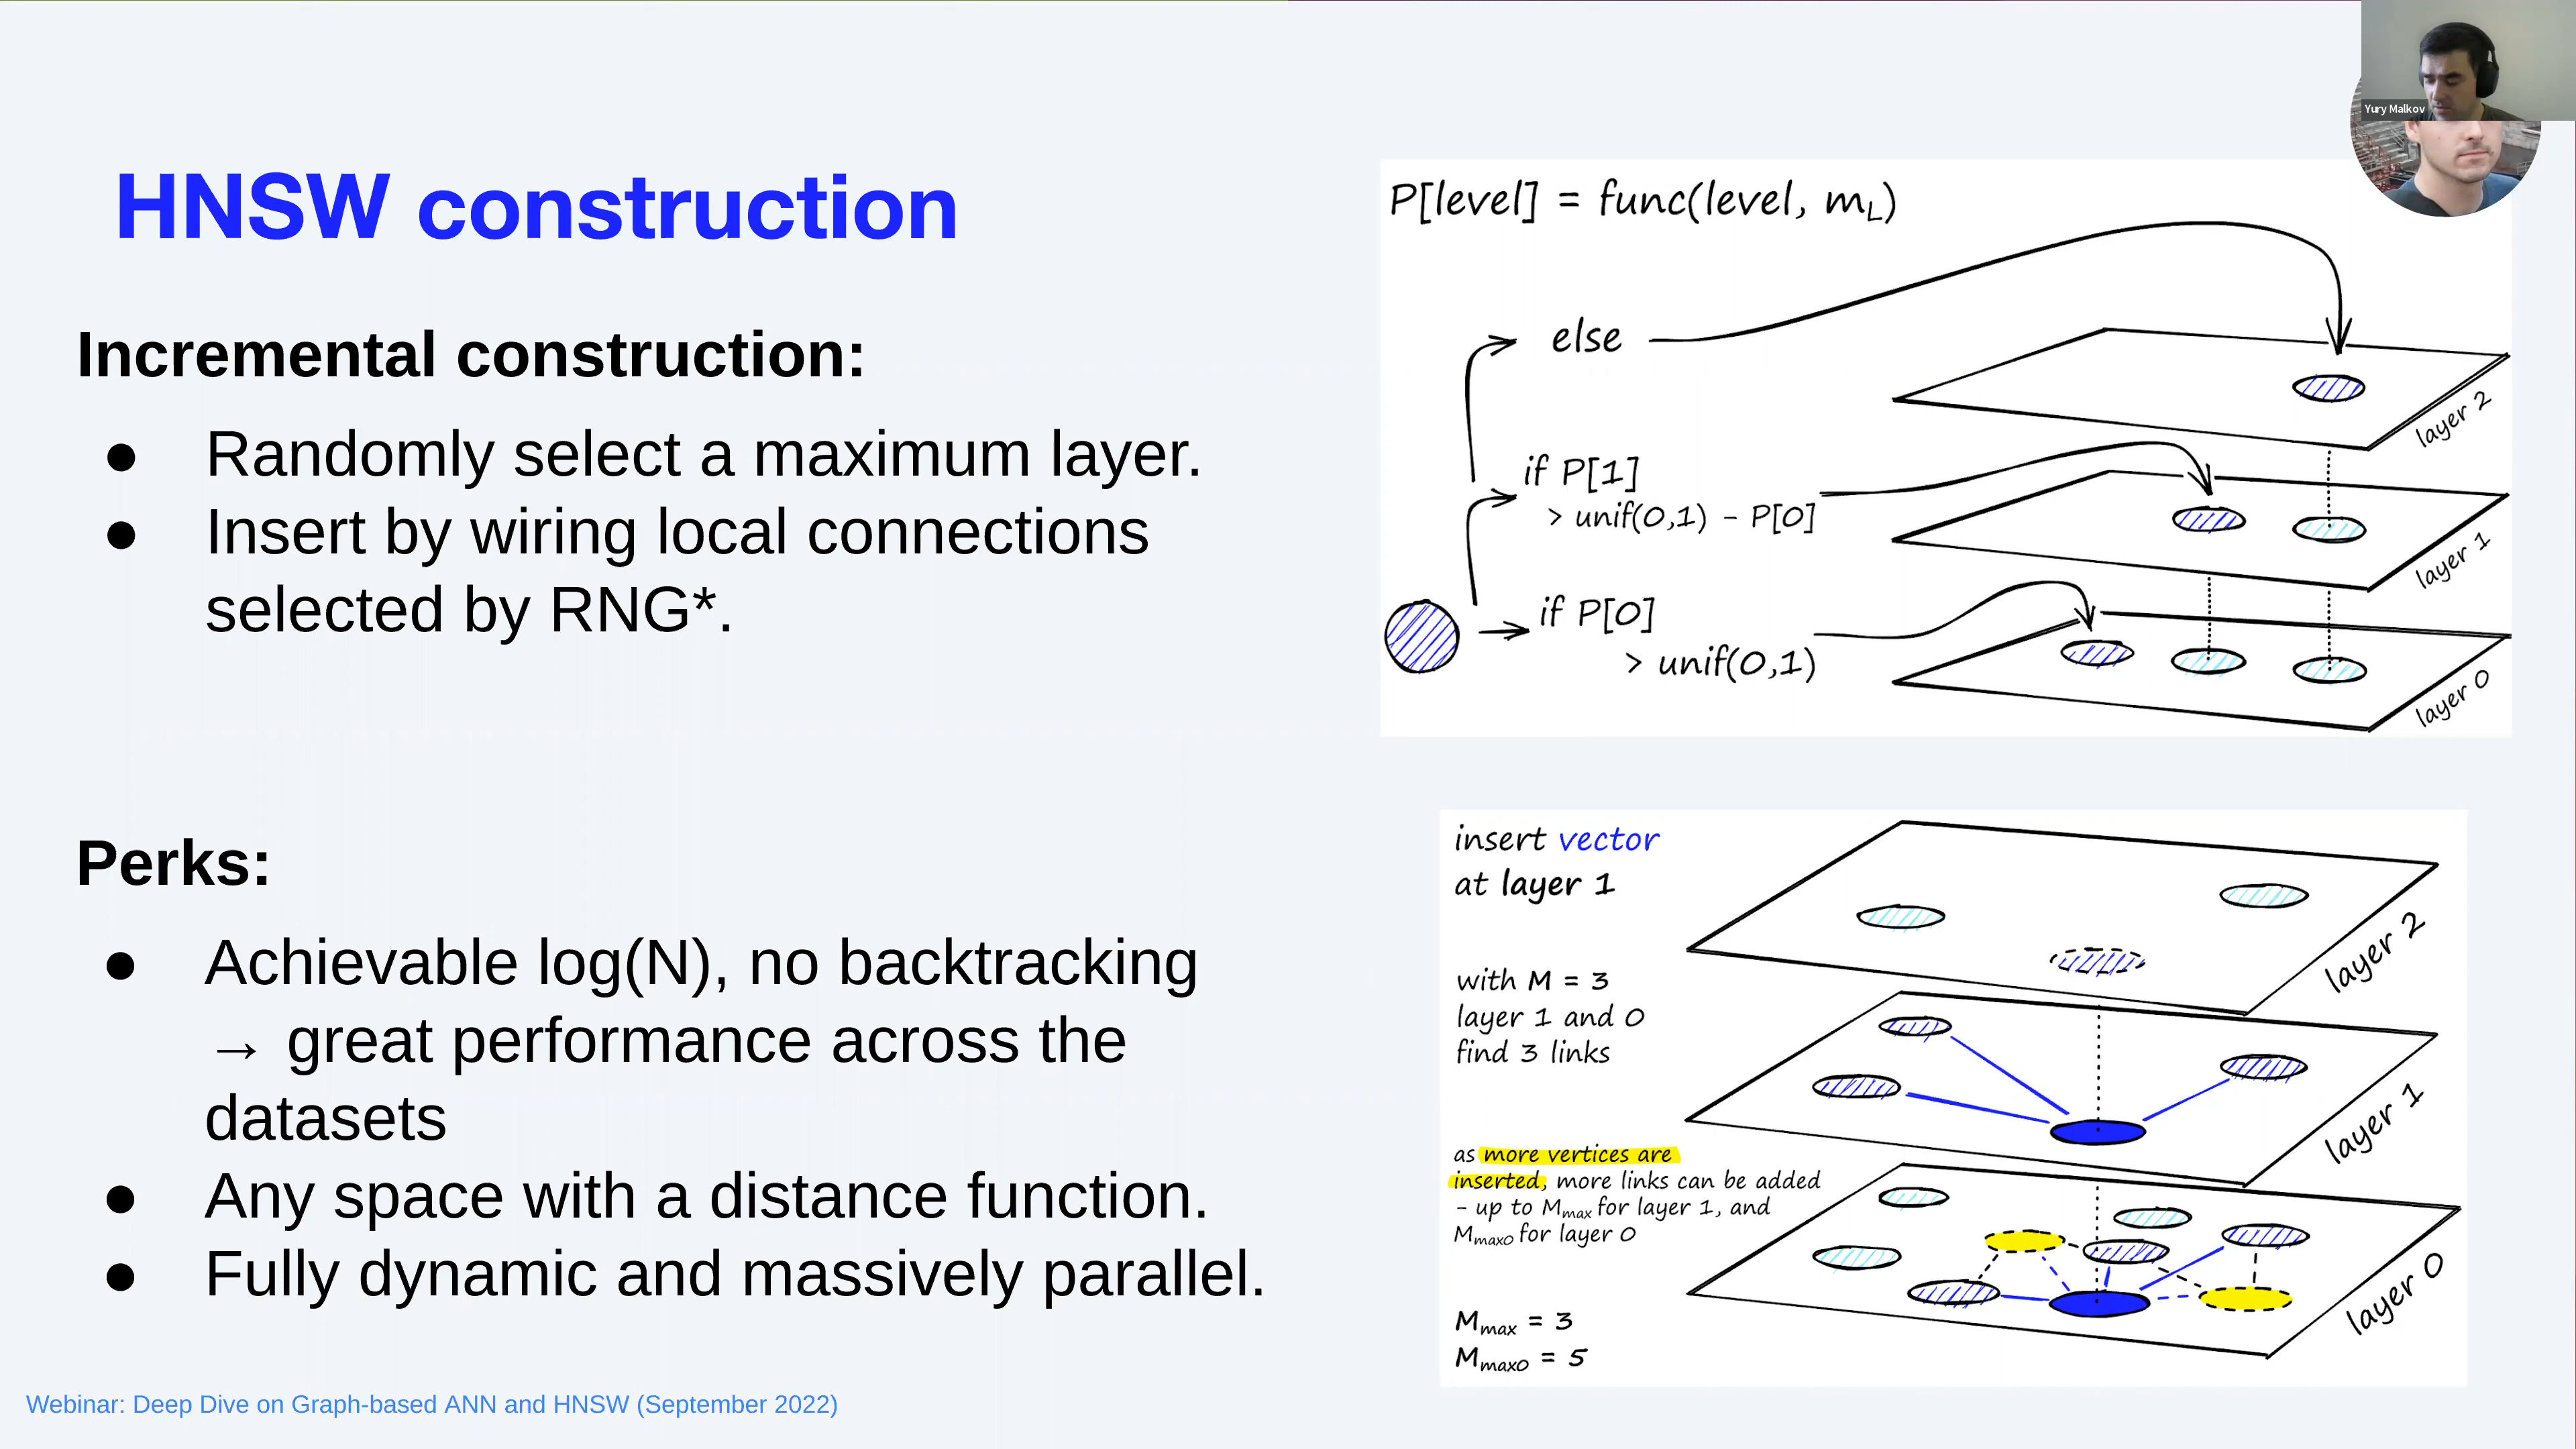 Yury Malkov
HNSW construction
Incremental construction:
● Randomly select a maximum layer.
● Insert by wiring local connections
selected by RNG*.
Perks:
● Achievable log(N), no backtracking
→ great performance across the
datasets
● Any space with a distance function.
● Fully dynamic and massively parallel.
Webinar: Deep Dive on Graph-based ANN and HNSW (September 2022)
P[level] = func(level, mL)
else
if P[1]
> unif(0,1) - P[0]
if P[0]
> unif(0,1)
layer 2
layer 1
layer 0
insert vector
at layer 1
with M = 3
layer 1 and 0
find 3 links
as more vertices are
inserted, more links can be added
- up to Mmax for layer 1, and
Mmax0 for layer 0
Mmax = 3
Mmax0 = 5
layer 2
layer 1
layer 0